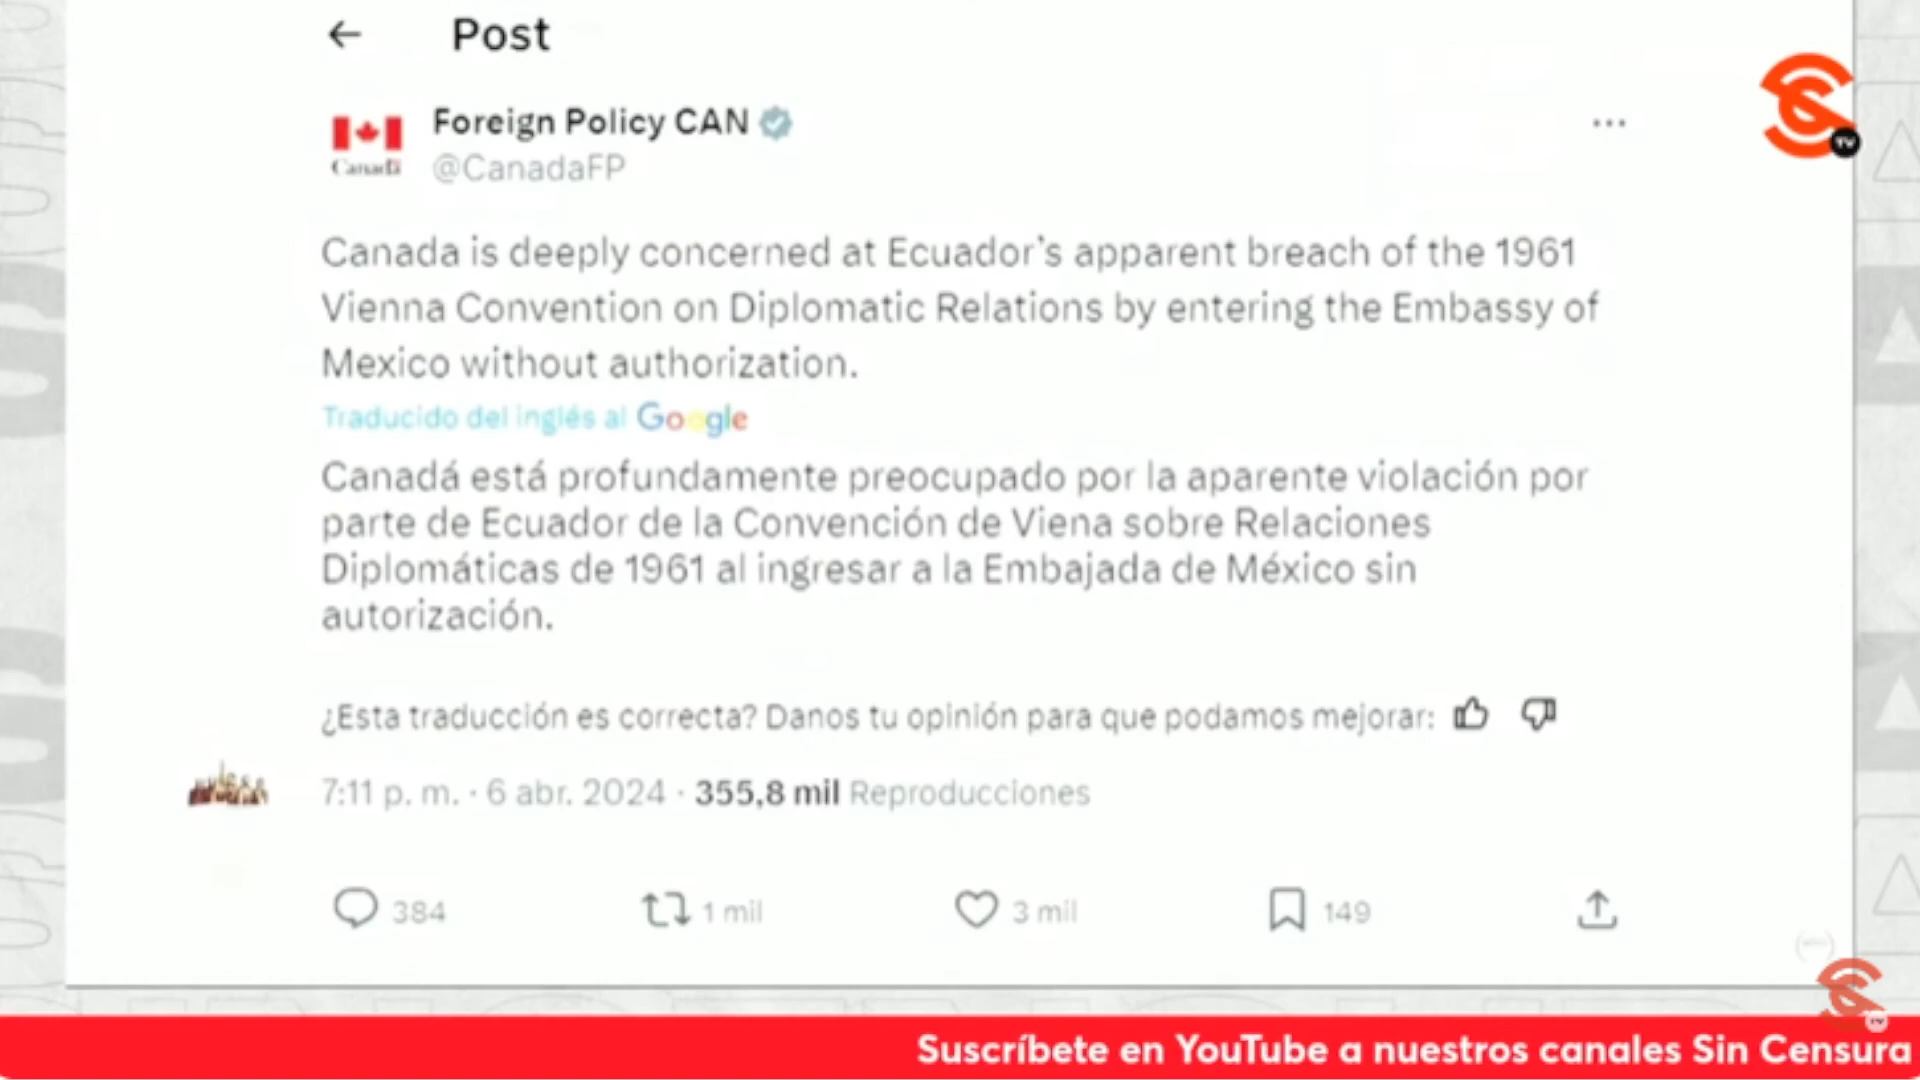 Post
Foreign Policy CAN
Canadä
@CanadaFP
Canada is deeply concerned at Ecuador's apparent breach of the 1961
Vienna Convention on Diplomatic Relations by entering the Embassy of
Mexico without authorization.
Traducido del inglés al Google
Canadá está profundamente preocupado por la aparente violación por
parte de Ecuador de la Convención de Viena sobre Relaciones
Diplomáticas de 1961 al ingresar a la Embajada de México sin
autorización.
¿Esta traducción es correcta? Danos tu opinión para que podamos mejorar:
7:11 p. m. · 6 abr. 2024 · 355,8 mil Reproducciones
384 1 mil 3 mil 149
TV
TV
Suscríbete en YouTube a nuestros canales Sin Censura